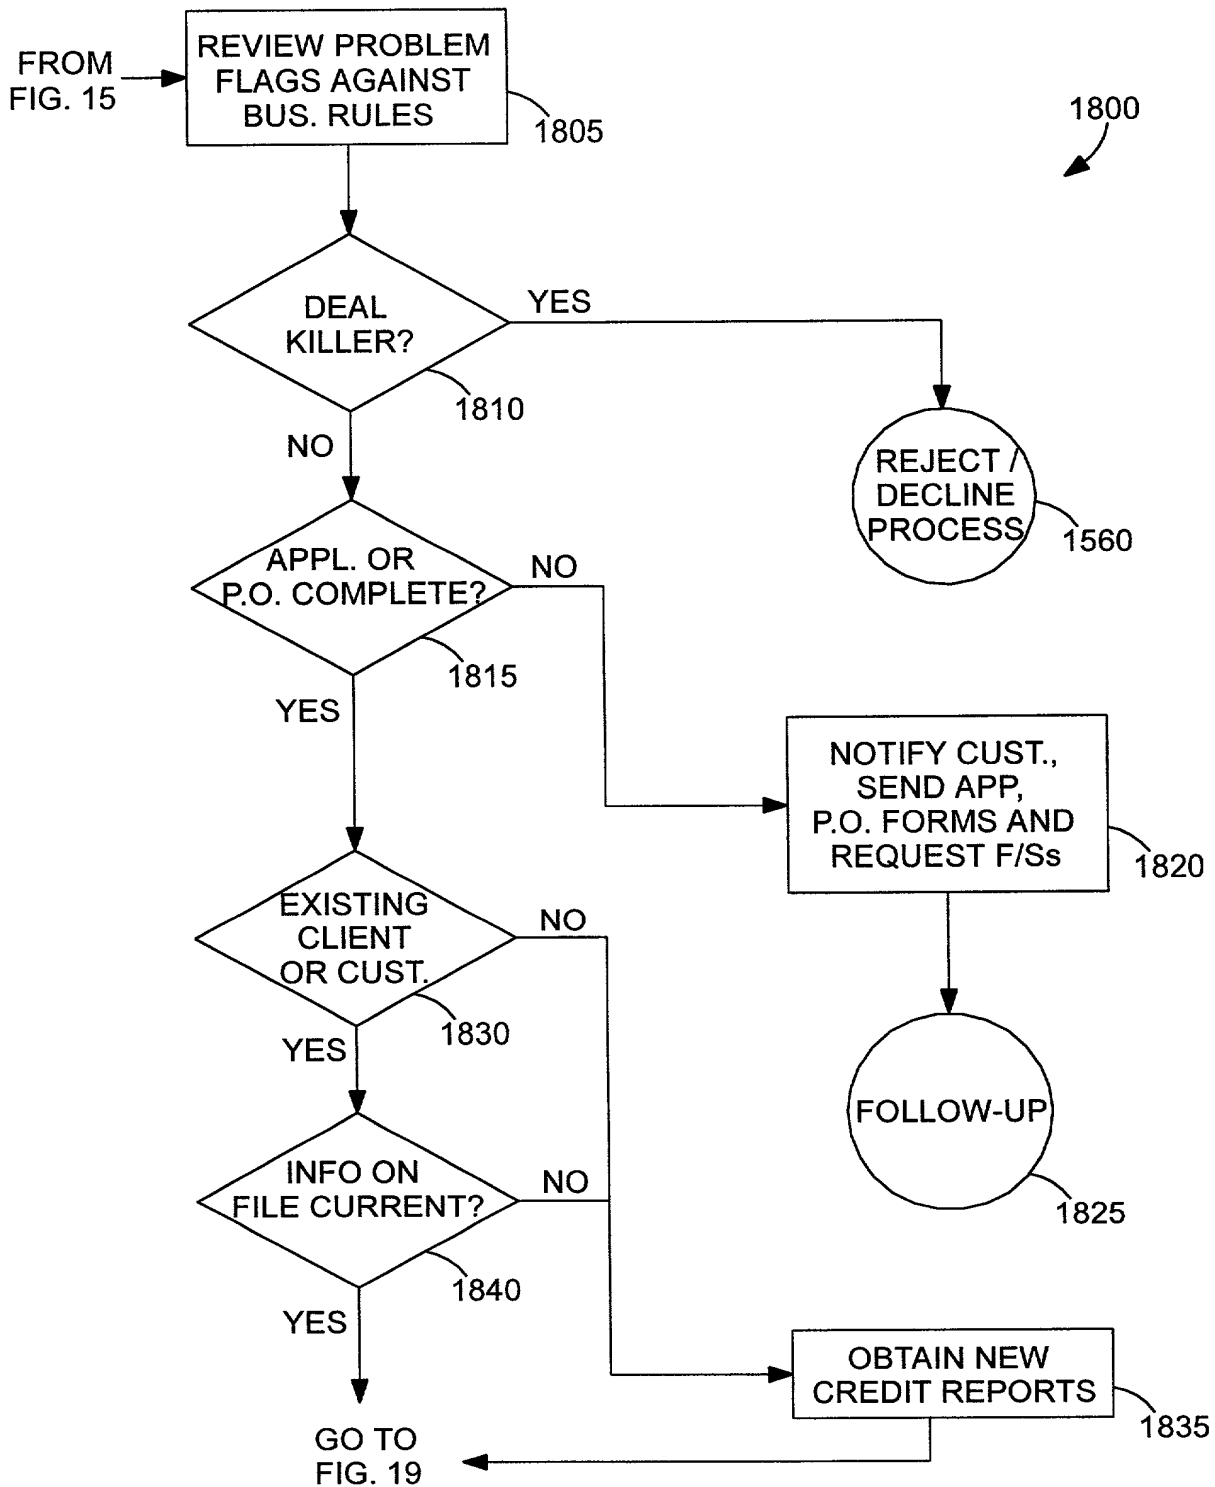 FROM
FIG. 15
REVIEW PROBLEM
FLAGS AGAINST
BUS. RULES
1805
1800
DEAL
KILLER?
YES
1810
NO
REJECT /
DECLINE
PROCESS
1560
APPL. OR
P.O. COMPLETE?
NO
1815
YES
NOTIFY CUST.,
SEND APP,
P.O. FORMS AND
REQUEST F/Ss
1820
EXISTING
CLIENT
OR CUST.
NO
1830
YES
FOLLOW-UP
1825
INFO ON
FILE CURRENT?
NO
1840
YES
OBTAIN NEW
CREDIT REPORTS
1835
GO TO
FIG. 19